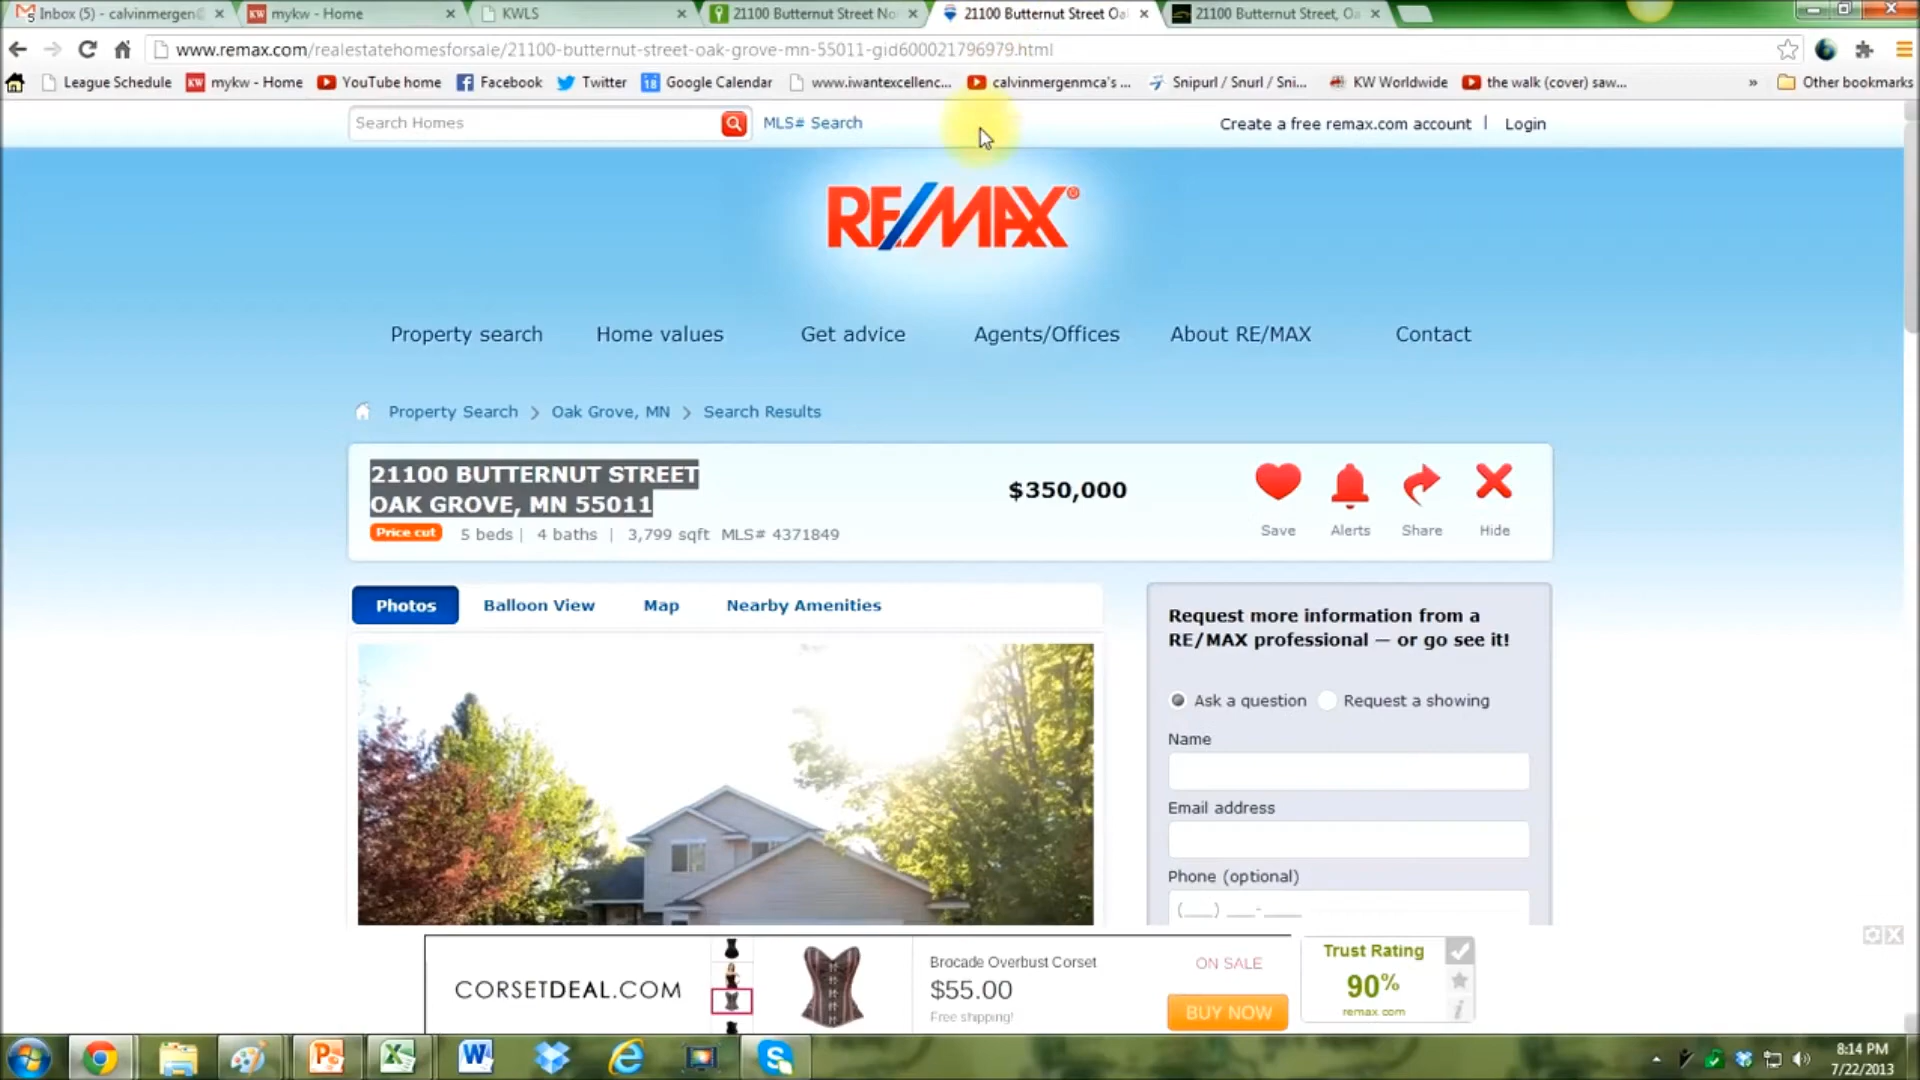 Inbox (5) - calvinmergen@
mykw - Home
KWLS
21100 Butternut Street No
21100 Butternut Street Oa
21100 Butternut Street, Oa
www.remax.com/realestatehomesforsale/21100-butternut-street-oak-grove-mn-55011-gid600021796979.html
League Schedule
mykw - Home
YouTube home
Facebook
Twitter
18 Google Calendar
www.iwantexcellenc...
calvinmergenmca's ...
Snipurl / Snurl / Sni...
KW Worldwide
the walk (cover) saw...
»
Other bookmarks
Search Homes
MLS# Search
Create a free remax.com account | Login
RE/MAX®
Property search
Home values
Get advice
Agents/Offices
About RE/MAX
Contact
Property Search > Oak Grove, MN > Search Results
21100 BUTTERNUT STREET
OAK GROVE, MN 55011
$350,000
Price cut 5 beds | 4 baths | 3,799 sqft MLS# 4371849
Save
Alerts
Share
Hide
Photos
Balloon View
Map
Nearby Amenities
Request more information from a
RE/MAX professional — or go see it!
Ask a question
Request a showing
Name
Email address
Phone (optional)
(___) ___-____
CORSETDEAL.COM
Brocade Overbust Corset
$55.00
Free shipping!
ON SALE
BUY NOW
Trust Rating
90%
remax.com
8:14 PM
7/22/2013